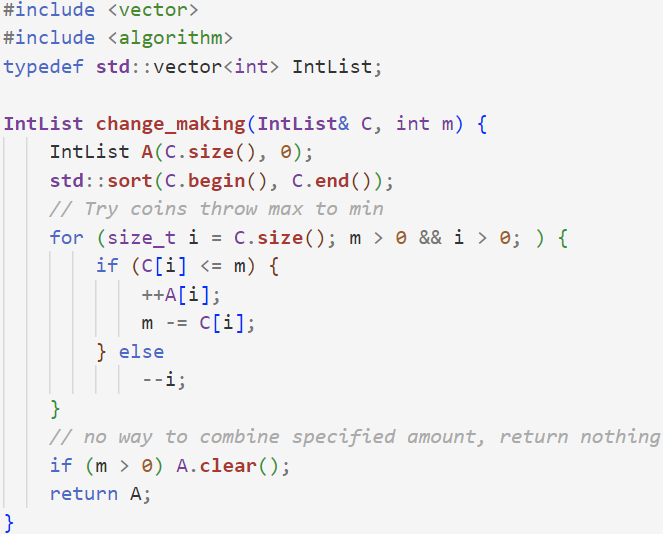 #include <vector>
#include <algorithm>
typedef std::vector<int> IntList;
IntList change_making(IntList& C, int m) {
IntList A(C.size(), 0);
std::sort(C.begin(), C.end());
// Try coins throw max to min
for (size_t i = C.size(); m > 0 && i > 0; ) {
if (C[i] <= m) {
++A[i];
m -= C[i];
} else
--i;
}
// no way to combine specified amount, return nothing
if (m > 0) A.clear();
return A;
}